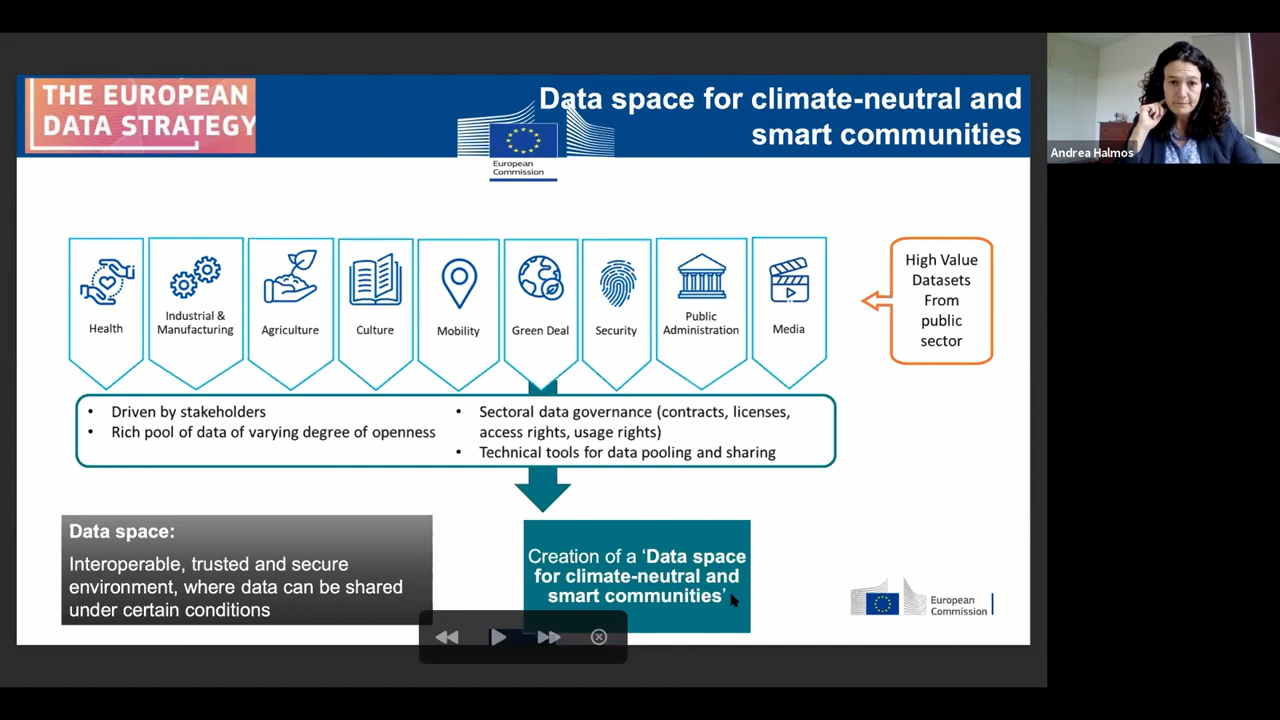 THE EUROPEAN
DATA STRATEGY
Data space for climate-neutral and
smart communities
European
Commission
Andrea Halmos
Health
Industrial &
Manufacturing
Agriculture
Culture
Mobility
Green Deal
Security
Public
Administration
Media
High Value
Datasets
From
public
sector
• Driven by stakeholders
• Rich pool of data of varying degree of openness
• Sectoral data governance (contracts, licenses,
access rights, usage rights)
• Technical tools for data pooling and sharing
Data space:
Interoperable, trusted and secure
environment, where data can be shared
under certain conditions
Creation of a ‘Data space
for climate-neutral and
smart communities’
European
Commission